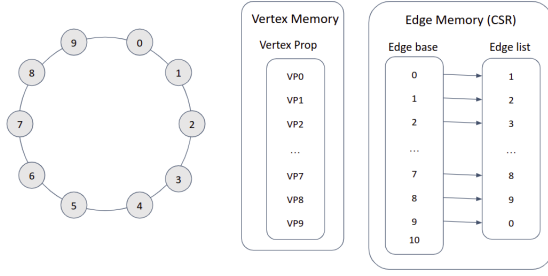 9
0
8
1
7
2
6
3
5
4
Vertex Memory
Vertex Prop
VP0
VP1
VP2
...
VP7
VP8
VP9
Edge Memory (CSR)
Edge base
Edge list
0
1
1
2
2
3
...
...
7
8
8
9
9
0
10